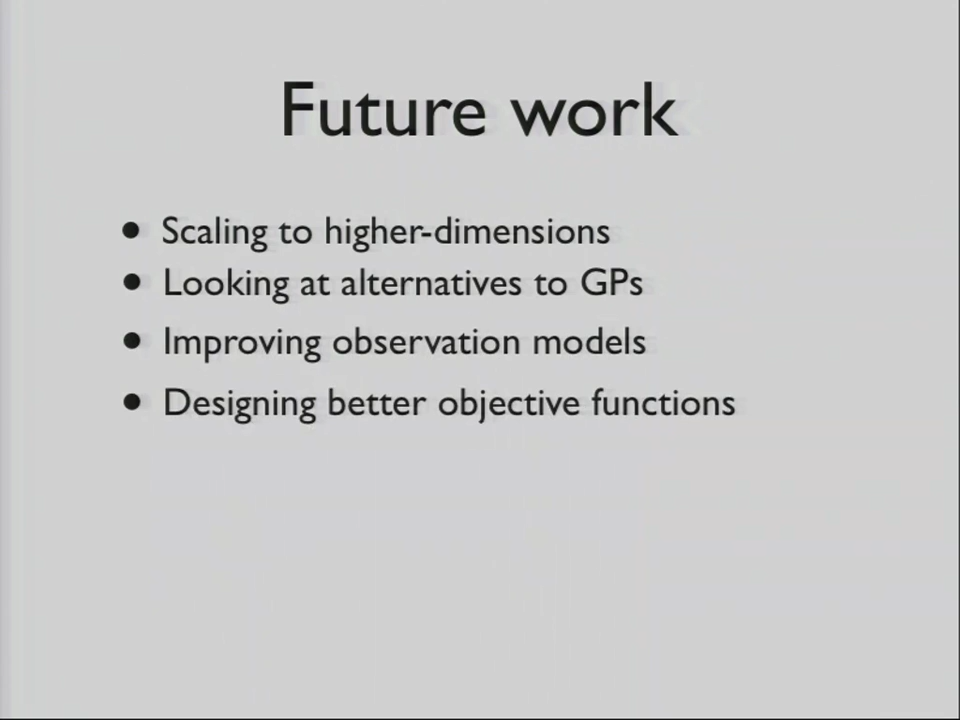 Future work
• Scaling to higher-dimensions
• Looking at alternatives to GPs
• Improving observation models
• Designing better objective functions